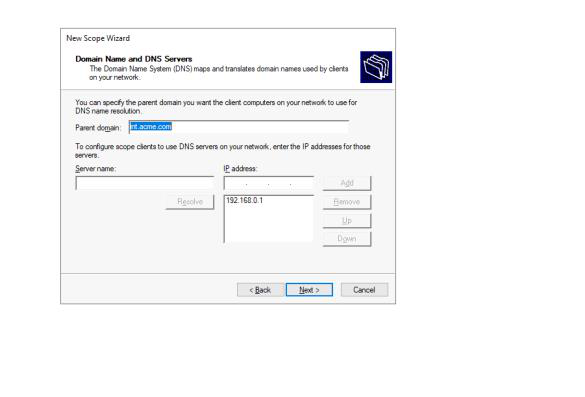 New Scope Wizard
Domain Name and DNS Servers
The Domain Name System (DNS) maps and translates domain names used by clients
on your network.
You can specify the parent domain you want the client computers on your network to use for
DNS name resolution.
Parent domain: int.acme.com
To configure scope clients to use DNS servers on your network, enter the IP addresses for those
servers.
Server name: IP address:
. . . Add
Resolve 192.168.0.1 Remove
Up
Down
< Back Next > Cancel